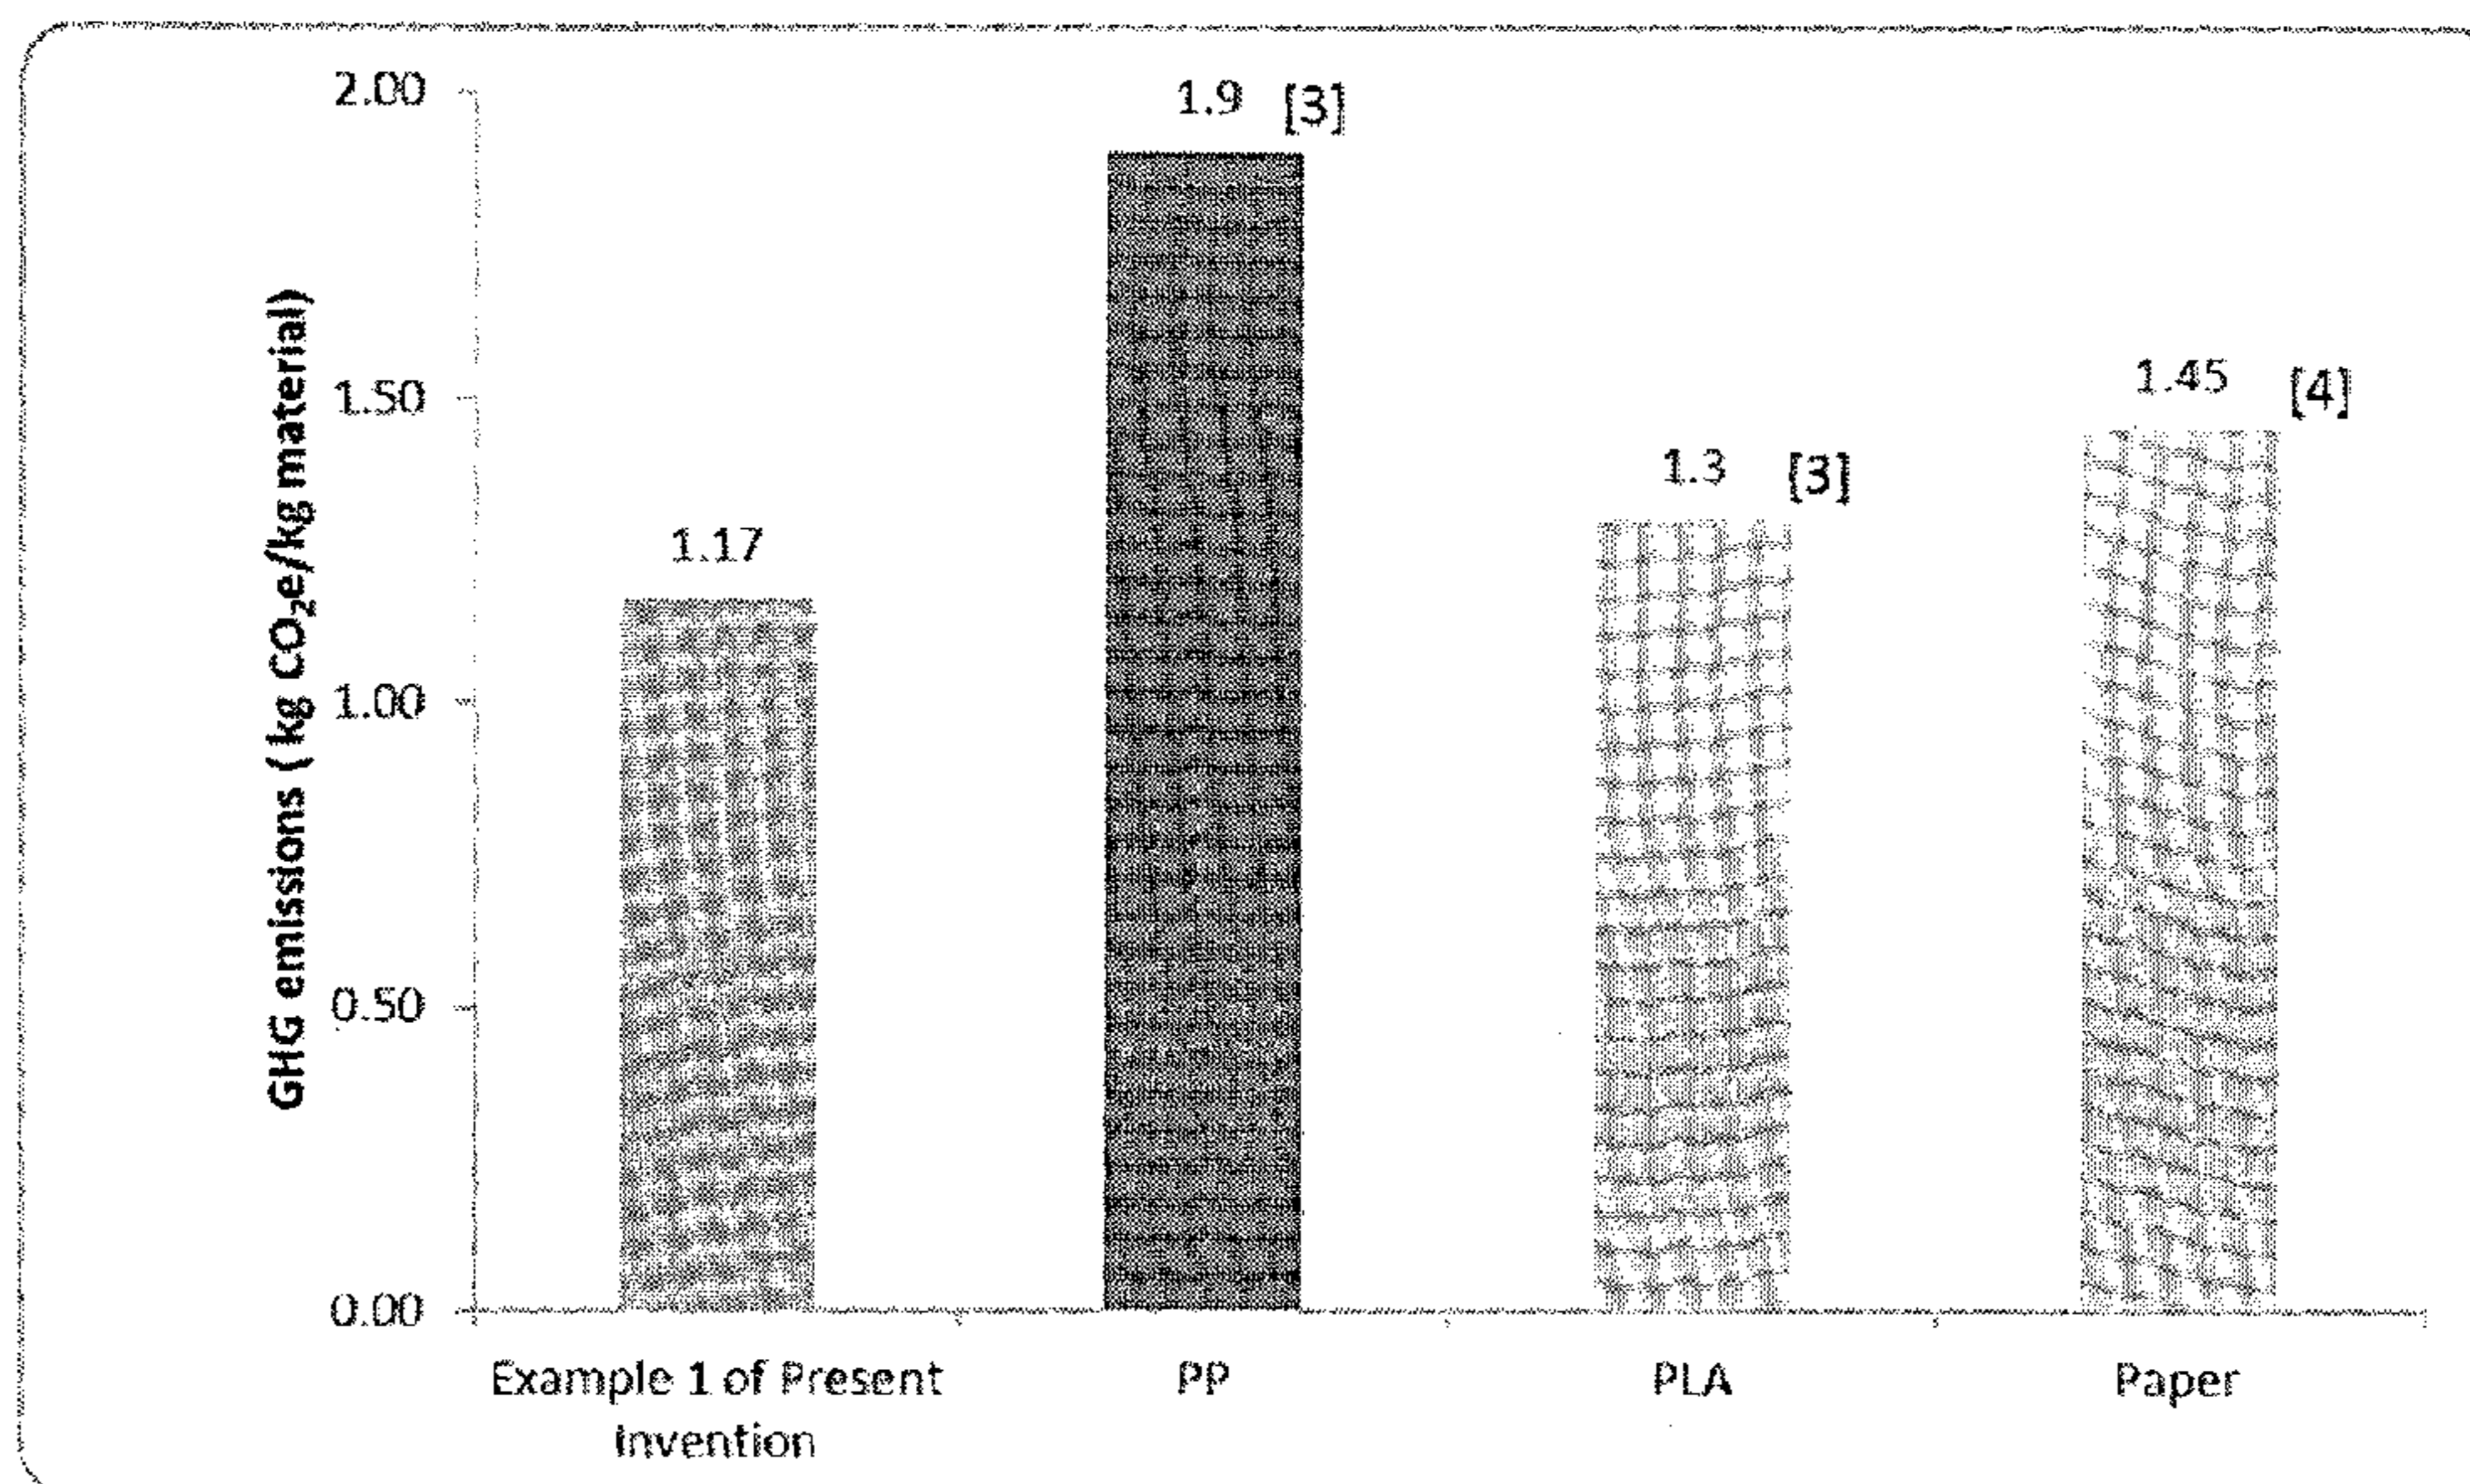 GHG emissions ( kg CO₂e/kg material)
2.00
1.50
1.00
0.50
0.00
1.17
1.9 [3]
1.3 [3]
1.45 [4]
Example 1 of Present
Invention
PP
PLA
Paper